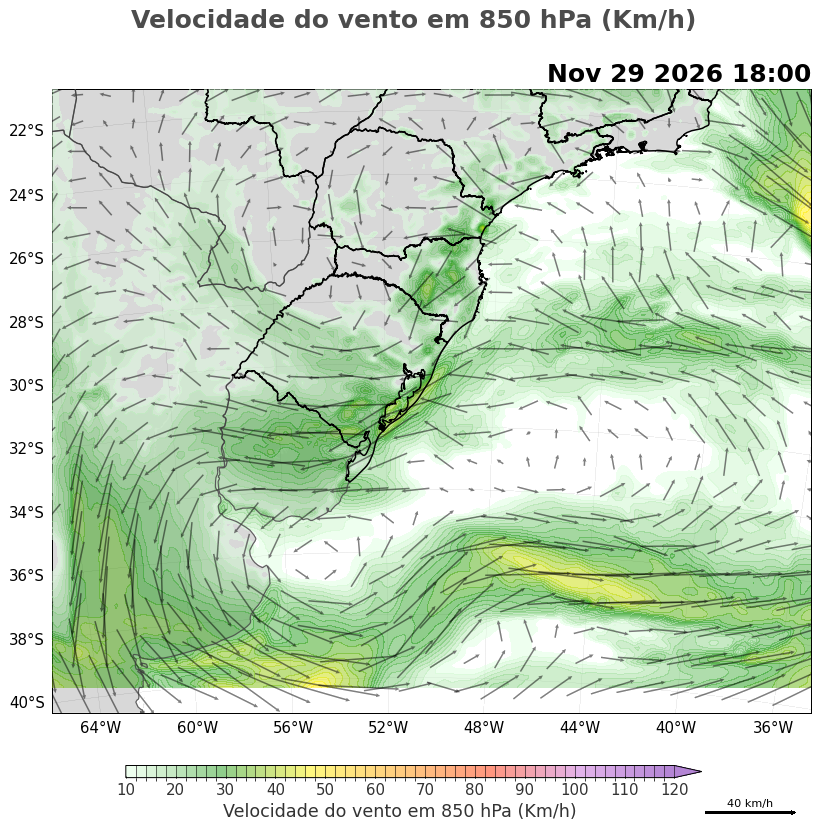 Velocidade do vento em 850 hPa (Km/h)
Nov 29 2026 18:00
22°S
24°S
26°S
28°S
30°S
32°S
34°S
36°S
38°S
40°S
64°W 60°W 56°W 52°W 48°W 44°W 40°W 36°W
10 20 30 40 50 60 70 80 90 100 110 120
Velocidade do vento em 850 hPa (Km/h)
40 km/h